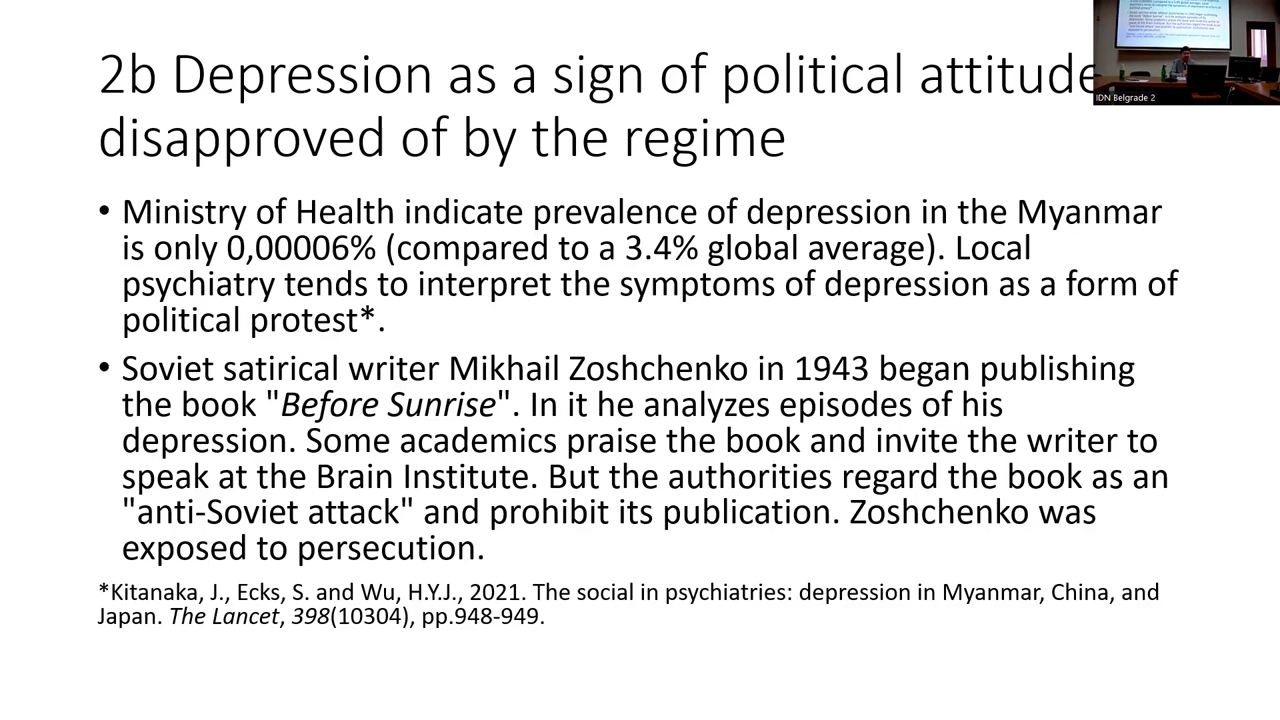 2b Depression as a sign of political attitude
disapproved of by the regime
• Ministry of Health indicate prevalence of depression in the Myanmar
is only 0,00006% (compared to a 3.4% global average). Local
psychiatry tends to interpret the symptoms of depression as a form of
political protest*.
• Soviet satirical writer Mikhail Zoshchenko in 1943 began publishing
the book "Before Sunrise". In it he analyzes episodes of his
depression. Some academics praise the book and invite the writer to
speak at the Brain Institute. But the authorities regard the book as an
"anti-Soviet attack" and prohibit its publication. Zoshchenko was
exposed to persecution.
*Kitanaka, J., Ecks, S. and Wu, H.Y.J., 2021. The social in psychiatries: depression in Myanmar, China, and
Japan. The Lancet, 398(10304), pp.948-949.
IDN Belgrade 2